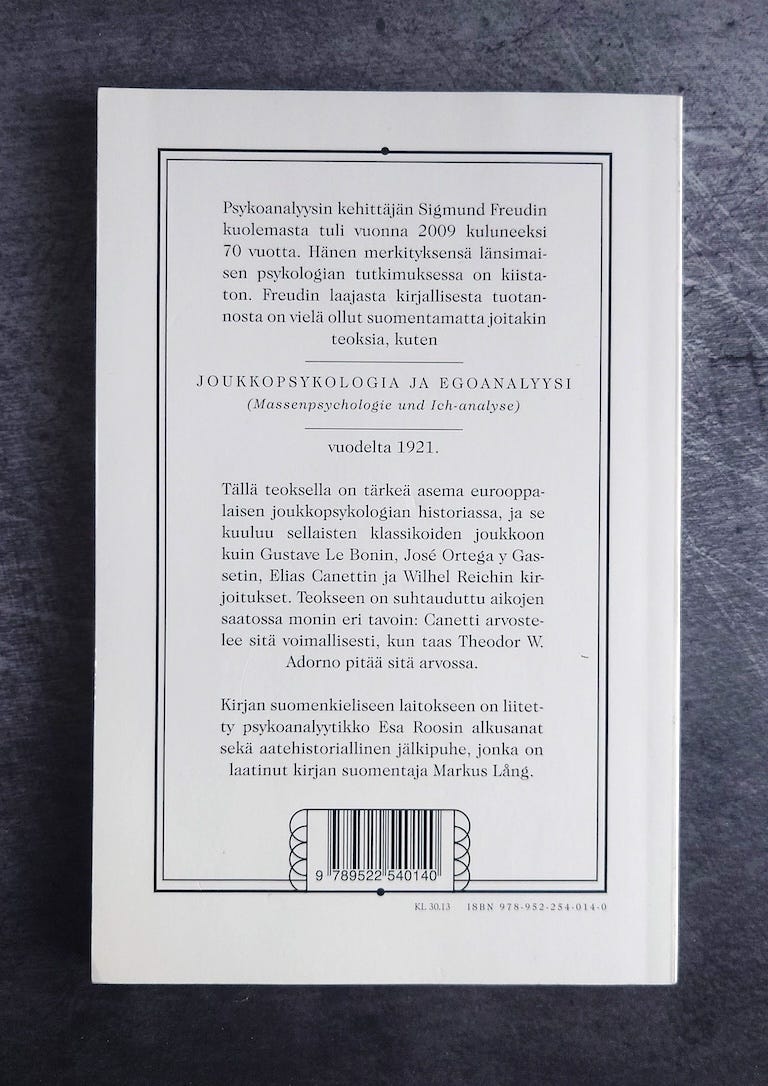 Psykoanalyysin kehittäjän Sigmund Freudin
kuolemasta tuli vuonna 2009 kuluneeksi
70 vuotta. Hänen merkityksensä länsimai-
sen psykologian tutkimuksessa on kiista-
ton. Freudin laajasta kirjallisesta tuotan-
nosta on vielä ollut suomentamatta joitakin
teoksia, kuten
JOUKKOPSYKOLOGIA JA EGOANALYYSI
(Massenpsychologie und Ich-analyse)
vuodelta 1921.
Tällä teoksella on tärkeä asema eurooppa-
laisen joukkopsykologian historiassa, ja se
kuuluu sellaisten klassikoiden joukkoon
kuin Gustave Le Bonin, José Ortega y Gas-
setin, Elias Canettin ja Wilhel Reichin kir-
joitukset. Teokseen on suhtauduttu aikojen
saatossa monin eri tavoin: Canetti arvoste-
lee sitä voimallisesti, kun taas Theodor W.
Adorno pitää sitä arvossa.
Kirjan suomenkieliseen laitokseen on liitet-
ty psykoanalyytikko Esa Roosin alkusanat
sekä aatehistoriallinen jälkipuhe, jonka on
laatinut kirjan suomentaja Markus Lång.
9 789522 540140
KL 30.13 ISBN 978-952-254-014-0